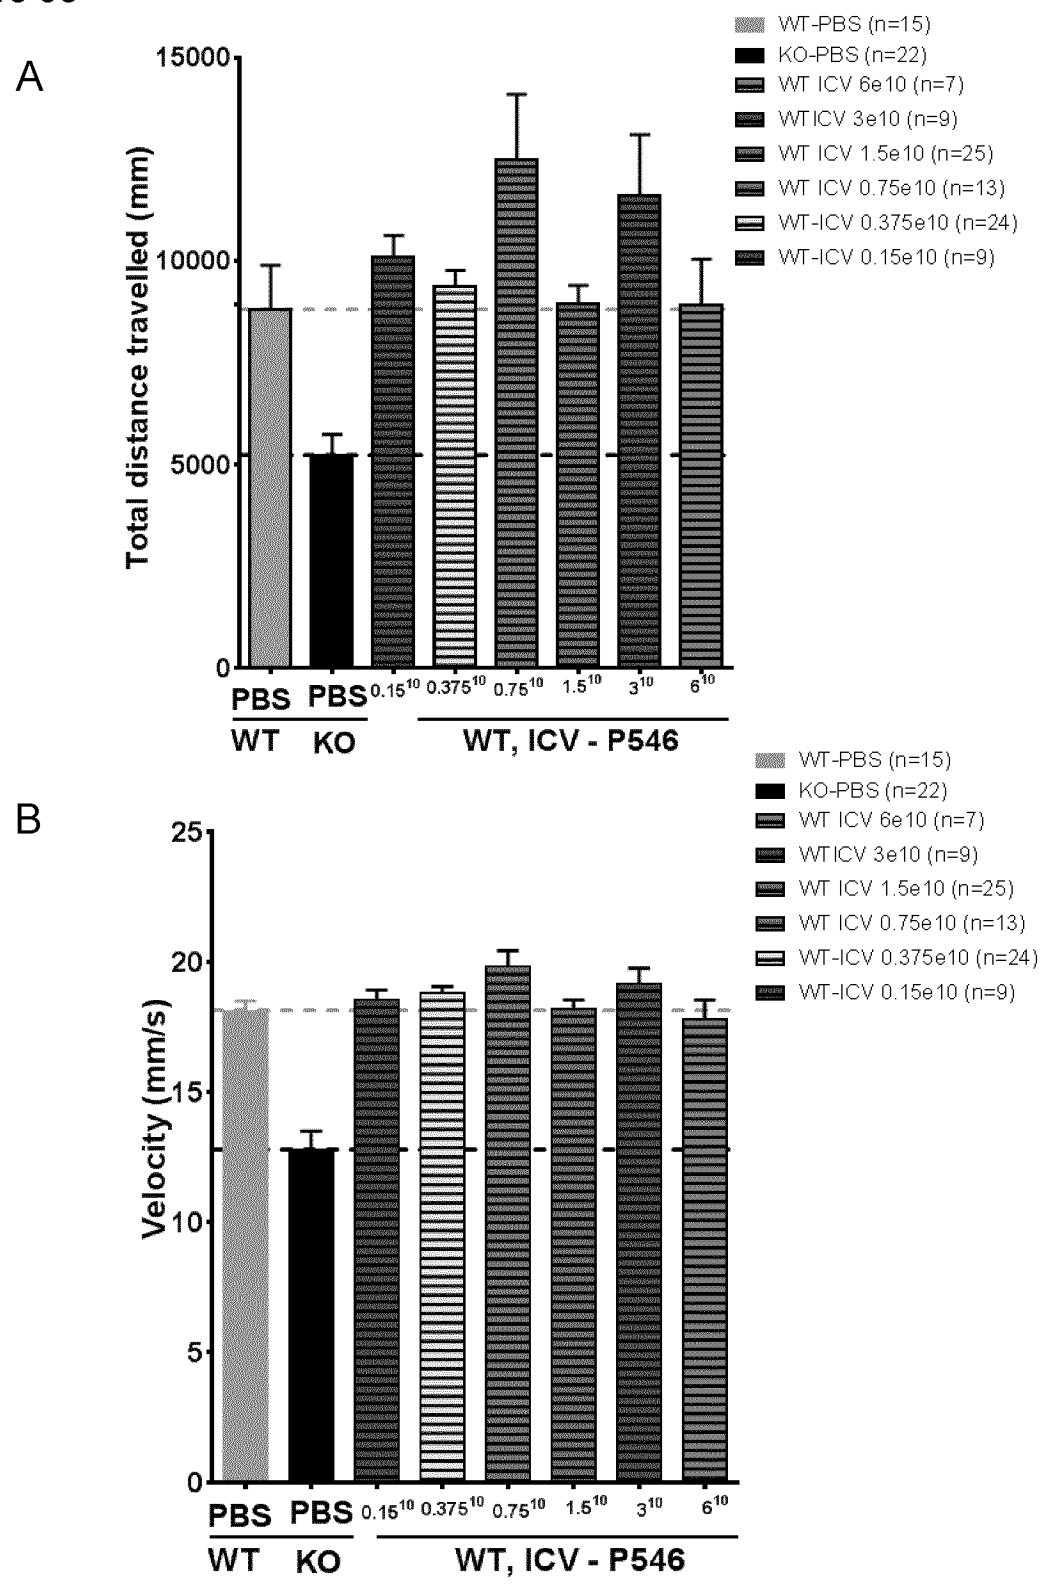 A
WT-PBS (n=15)
KO-PBS (n=22)
WT ICV 6e10 (n=7)
WTICV 3e10 (n=9)
WT ICV 1.5e10 (n=25)
WT ICV 0.75e10 (n=13)
WT-ICV 0.375e10 (n=24)
WT-ICV 0.15e10 (n=9)
Total distance travelled (mm)
15000
10000
5000
0
PBS PBS 0.15¹⁰ 0.375¹⁰ 0.75¹⁰ 1.5¹⁰ 3¹⁰ 6¹⁰
WT KO WT, ICV - P546
B
WT-PBS (n=15)
KO-PBS (n=22)
WT ICV 6e10 (n=7)
WTICV 3e10 (n=9)
WT ICV 1.5e10 (n=25)
WT ICV 0.75e10 (n=13)
WT-ICV 0.375e10 (n=24)
WT-ICV 0.15e10 (n=9)
Velocity (mm/s)
25
20
15
10
5
0
PBS PBS 0.15¹⁰ 0.375¹⁰ 0.75¹⁰ 1.5¹⁰ 3¹⁰ 6¹⁰
WT KO WT, ICV - P546